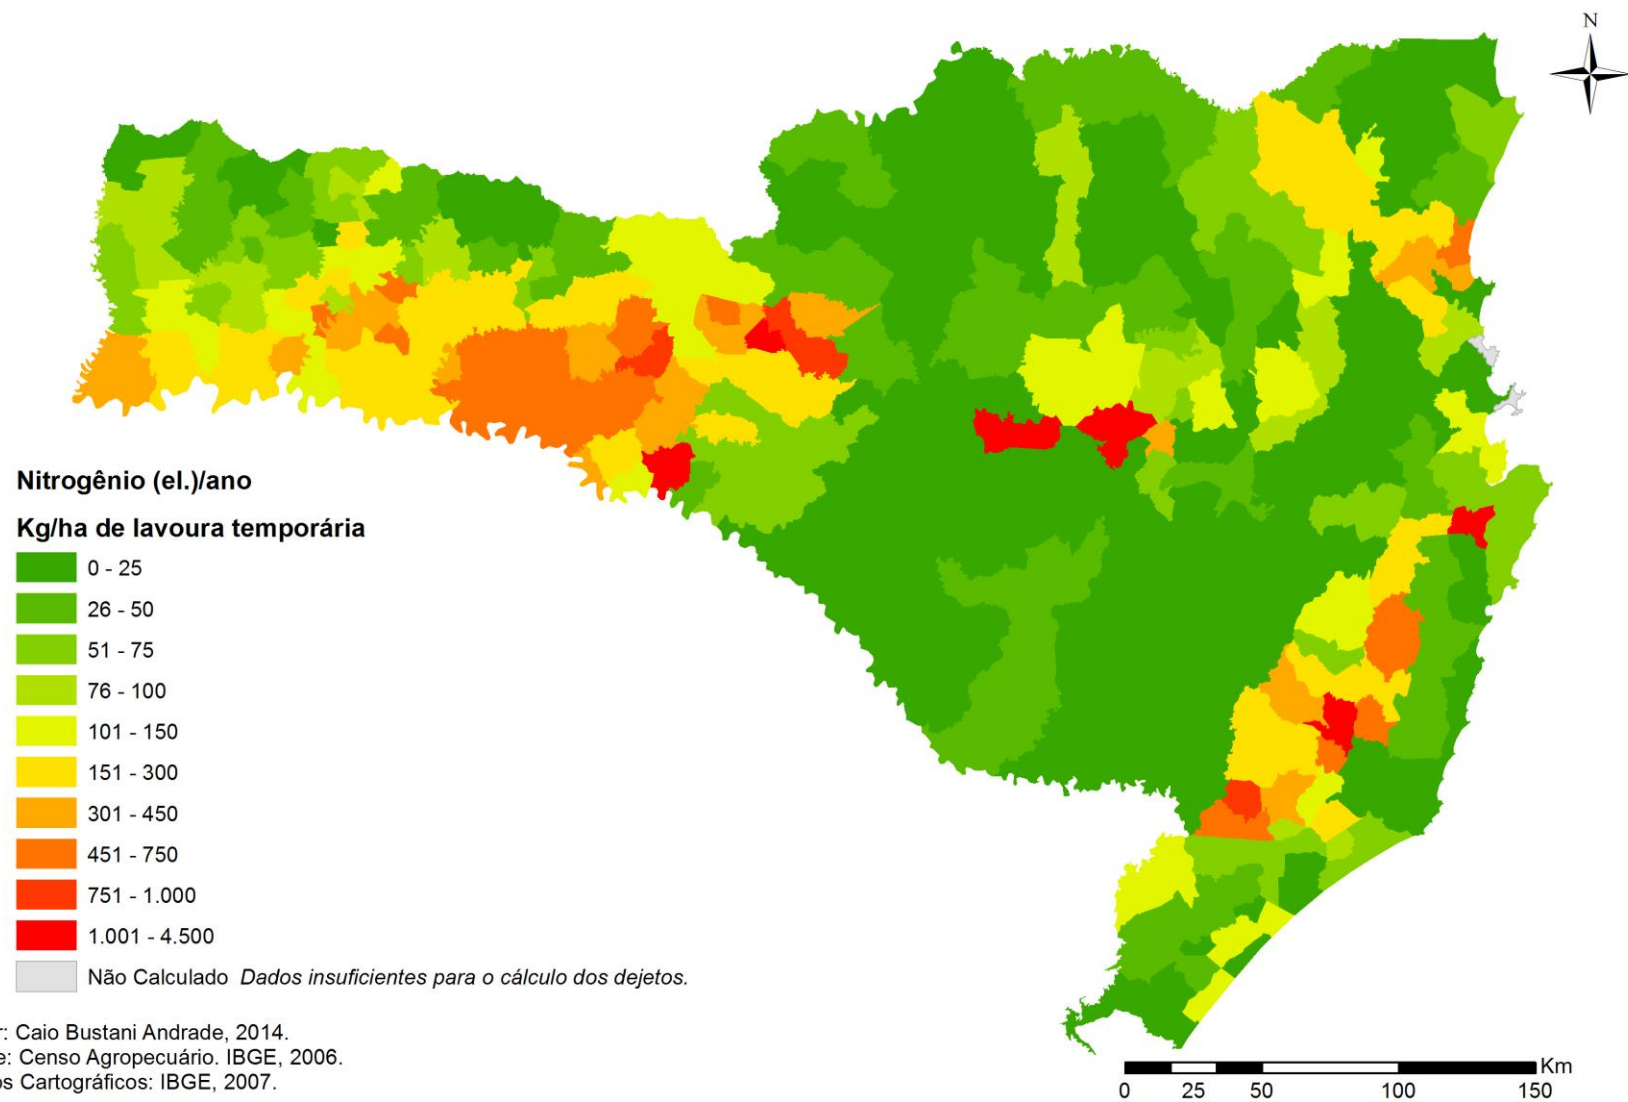 N
Nitrogênio (el.)/ano
Kg/ha de lavoura temporária
0 - 25
26 - 50
51 - 75
76 - 100
101 - 150
151 - 300
301 - 450
451 - 750
751 - 1.000
1.001 - 4.500
Não Calculado Dados insuficientes para o cálculo dos dejetos.
r: Caio Bustani Andrade, 2014.
e: Censo Agropecuário. IBGE, 2006.
os Cartográficos: IBGE, 2007.
Km
0 25 50 100 150